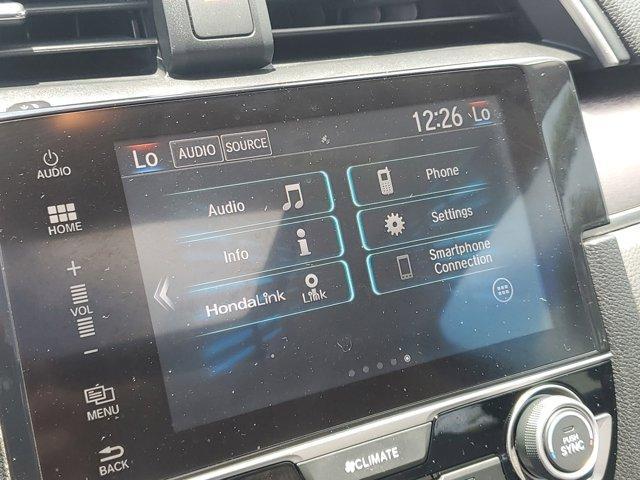 Lo AUDIO SOURCE 12:26 Lo
AUDIO
HOME
VOL
MENU
BACK
Audio
Phone
Info
Settings
HondaLink Link
Smartphone
Connection
CLIMATE
PUSH
SYNC